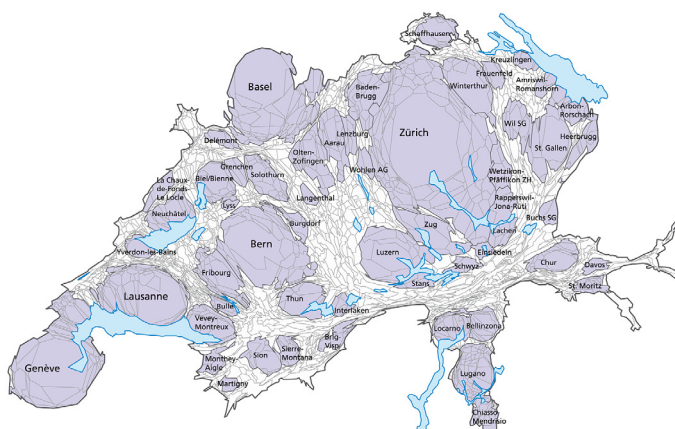 Schaffhausen
Kreuzlingen
Basel
Baden-
Brugg
Frauenfeld
Winterthur
Amriswil-
Romanshorn
Arbon-
Rorschach
Wil SG
Heerbrugg
St. Gallen
Zürich
Delémont
Olten-
Zofingen
Lenzburg
Aarau
Grenchen
Solothurn
Biel/Bienne
Wohlen AG
Wetzikon-
Pfäffikon ZH
La Chaux-
de-Fonds-
Le Locle
Langenthal
Lyss
Rapperswil-
Jona-Rüti
Neuchâtel
Burgdorf
Buchs SG
Zug
Lachen
Bern
Yverdon-les-Bains
Luzern
Einsiedeln
Schwyz
Chur
Davos
Fribourg
Stans
St. Moritz
Lausanne
Bulle
Thun
Interlaken
Vevey-
Montreux
Locarno
Bellinzona
Brig-
Visp
Genève
Monthey-
Aigle
Sion
Sierre-
Montana
Lugano
Martigny
Chiasso-
Mendrisio